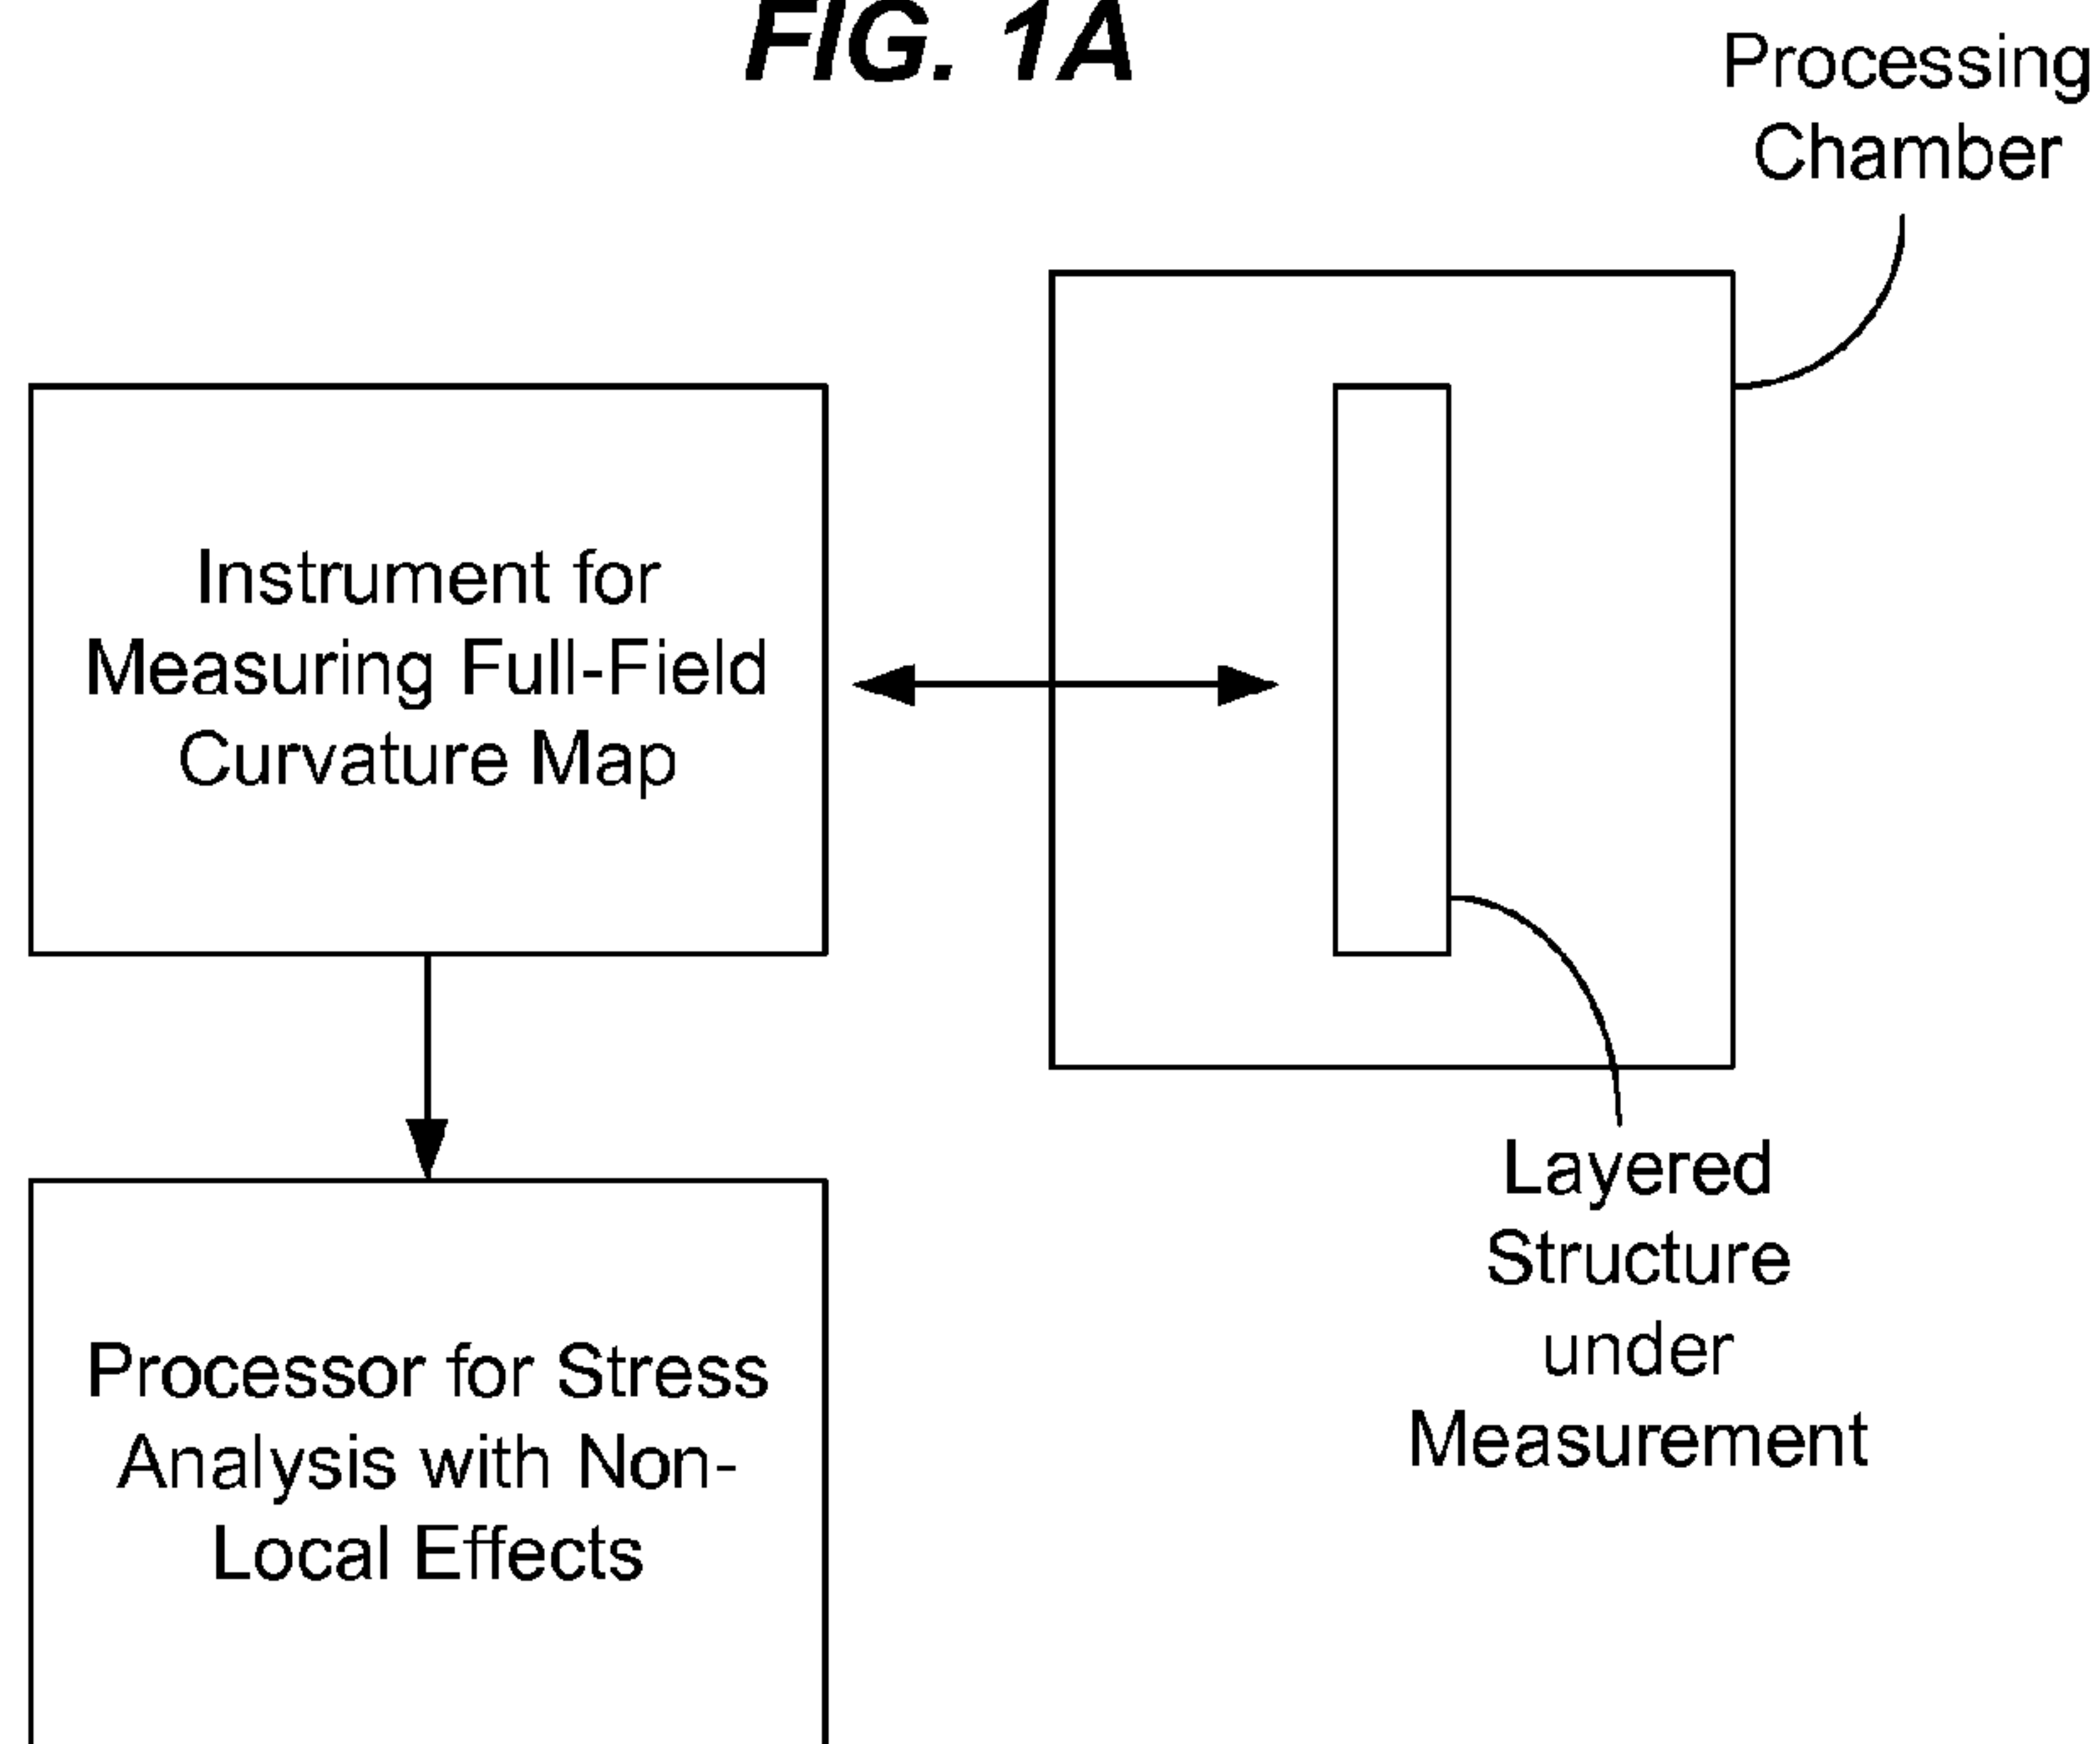 FIG. 1A
Processing
Chamber
Instrument for
Measuring Full-Field
Curvature Map
Layered
Structure
under
Measurement
Processor for Stress
Analysis with Non-
Local Effects